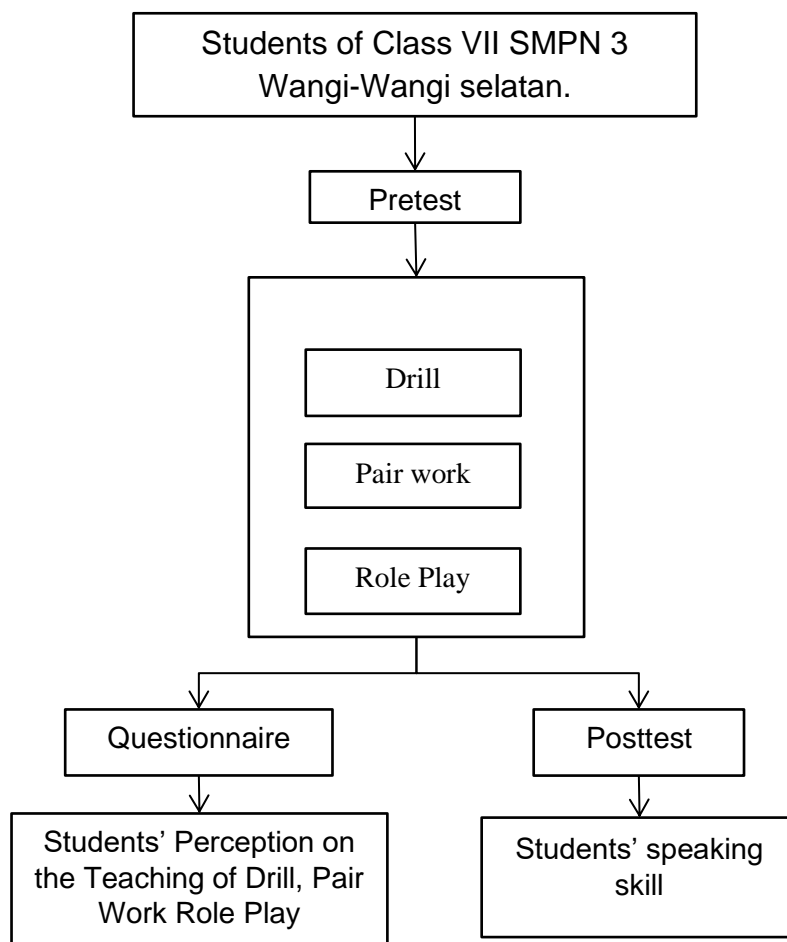 Students of Class VII SMPN 3
Wangi-Wangi selatan.
Pretest
Drill
Pair work
Role Play
Questionnaire
Posttest
Students’ Perception on
the Teaching of Drill, Pair
Work Role Play
Students’ speaking
skill